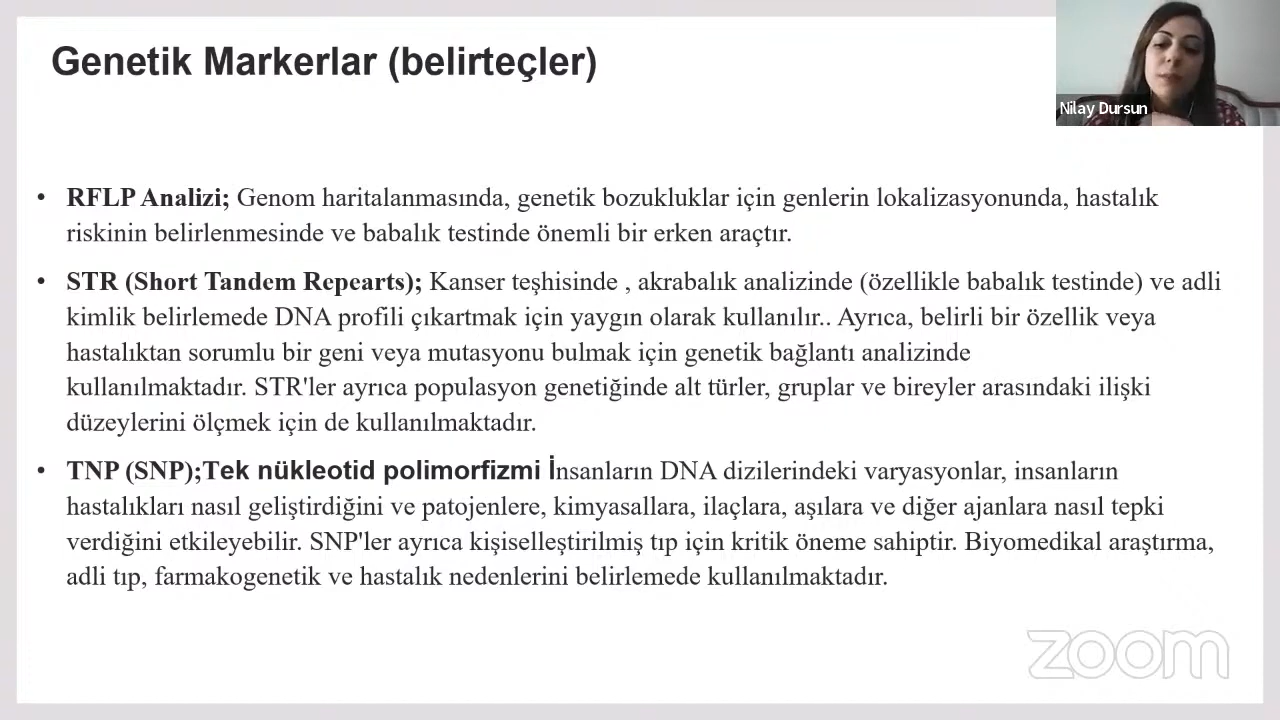 Genetik Markerlar (belirteçler)
Nilay Dursun
• RFLP Analizi; Genom haritalanmasında, genetik bozukluklar için genlerin lokalizasyonunda, hastalık
riskinin belirlenmesinde ve babalık testinde önemli bir erken araçtır.
• STR (Short Tandem Repearts); Kanser teşhisinde , akrabalık analizinde (özellikle babalık testinde) ve adli
kimlik belirlemede DNA profili çıkartmak için yaygın olarak kullanılır.. Ayrıca, belirli bir özellik veya
hastalıktan sorumlu bir geni veya mutasyonu bulmak için genetik bağlantı analizinde
kullanılmaktadır. STR'ler ayrıca populasyon genetiğinde alt türler, gruplar ve bireyler arasındaki ilişki
düzeylerini ölçmek için de kullanılmaktadır.
• TNP (SNP);Tek nükleotid polimorfizmi İnsanların DNA dizilerindeki varyasyonlar, insanların
hastalıkları nasıl geliştirdiğini ve patojenlere, kimyasallara, ilaçlara, aşılara ve diğer ajanlara nasıl tepki
verdiğini etkileyebilir. SNP'ler ayrıca kişiselleştirilmiş tıp için kritik öneme sahiptir. Biyomedikal araştırma,
adli tıp, farmakogenetik ve hastalık nedenlerini belirlemede kullanılmaktadır.
zoom